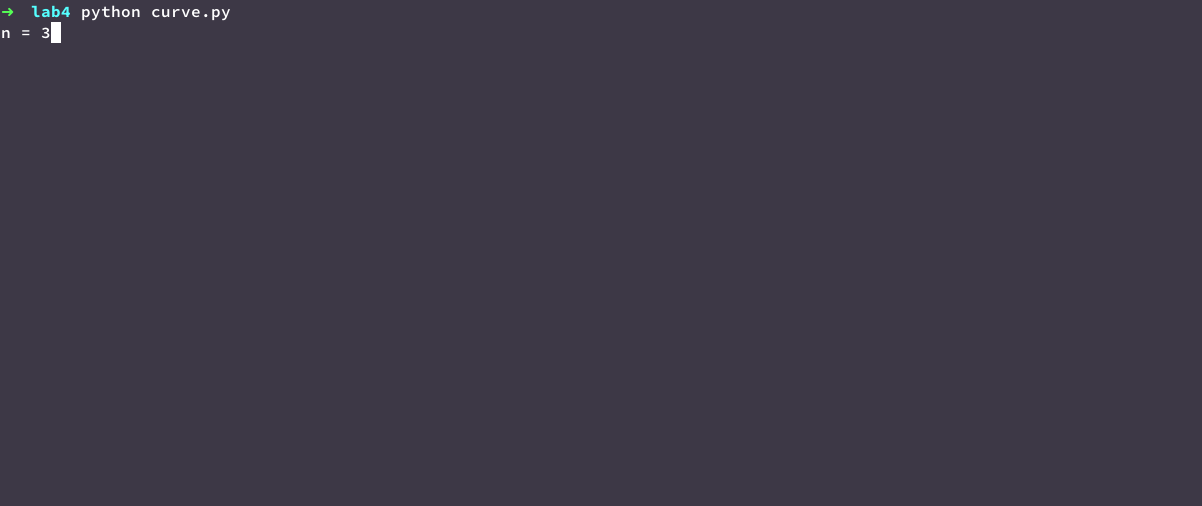 ➜ lab4 python curve.py
n = 3